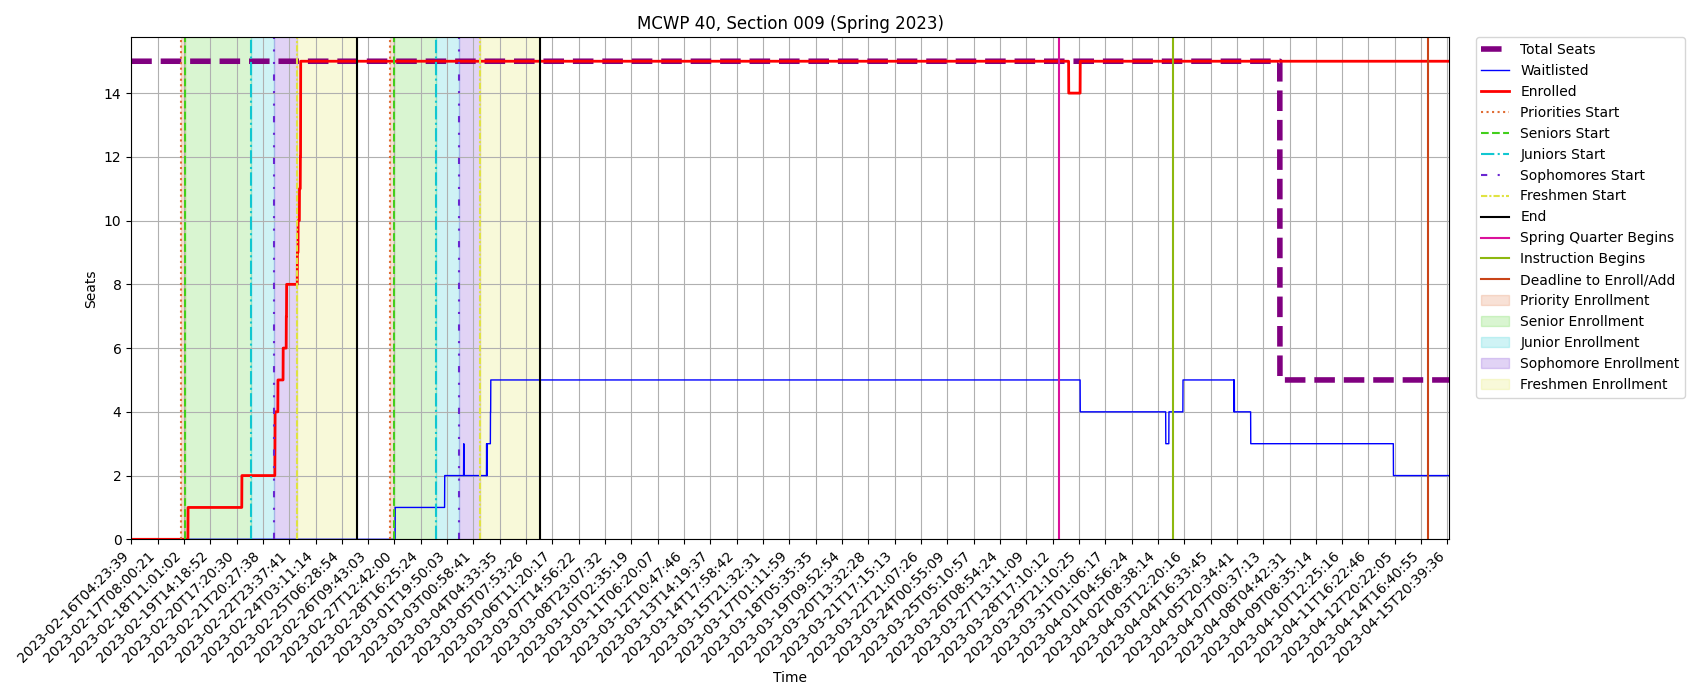 MCWP 40, Section 009 (Spring 2023)
Seats
14
12
10
8
6
4
2
0
2023-02-16T04:23:39
2023-02-17T08:00:21
2023-02-18T11:01:02
2023-02-19T14:18:52
2023-02-20T17:20:30
2023-02-21T20:27:38
2023-02-22T23:37:41
2023-02-24T03:11:14
2023-02-25T06:28:54
2023-02-26T09:43:03
2023-02-27T12:42:00
2023-02-28T16:25:24
2023-03-01T19:50:03
2023-03-03T00:58:41
2023-03-04T04:33:35
2023-03-05T07:53:26
2023-03-06T11:20:17
2023-03-07T14:56:22
2023-03-08T23:07:32
2023-03-10T02:35:19
2023-03-11T06:20:07
2023-03-12T10:47:46
2023-03-13T14:19:37
2023-03-14T17:58:42
2023-03-15T21:32:31
2023-03-17T01:11:59
2023-03-18T05:35:35
2023-03-19T09:52:54
2023-03-20T13:32:28
2023-03-21T17:15:13
2023-03-22T21:07:26
2023-03-24T00:55:09
2023-03-25T05:10:57
2023-03-26T08:54:24
2023-03-27T13:11:09
2023-03-28T17:10:12
2023-03-29T21:10:25
2023-03-31T01:06:17
2023-04-01T04:56:24
2023-04-02T08:38:14
2023-04-03T12:20:16
2023-04-04T16:33:45
2023-04-05T20:34:41
2023-04-07T00:37:13
2023-04-08T04:42:31
2023-04-09T08:35:14
2023-04-10T12:25:16
2023-04-11T16:22:46
2023-04-12T20:22:05
2023-04-14T16:40:55
2023-04-15T20:39:36
Time
Total Seats
Waitlisted
Enrolled
Priorities Start
Seniors Start
Juniors Start
Sophomores Start
Freshmen Start
End
Spring Quarter Begins
Instruction Begins
Deadline to Enroll/Add
Priority Enrollment
Senior Enrollment
Junior Enrollment
Sophomore Enrollment
Freshmen Enrollment